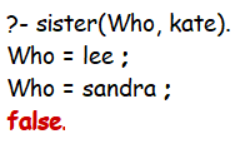 ?- sister(Who, kate).
Who = lee ;
Who = sandra ;
false.